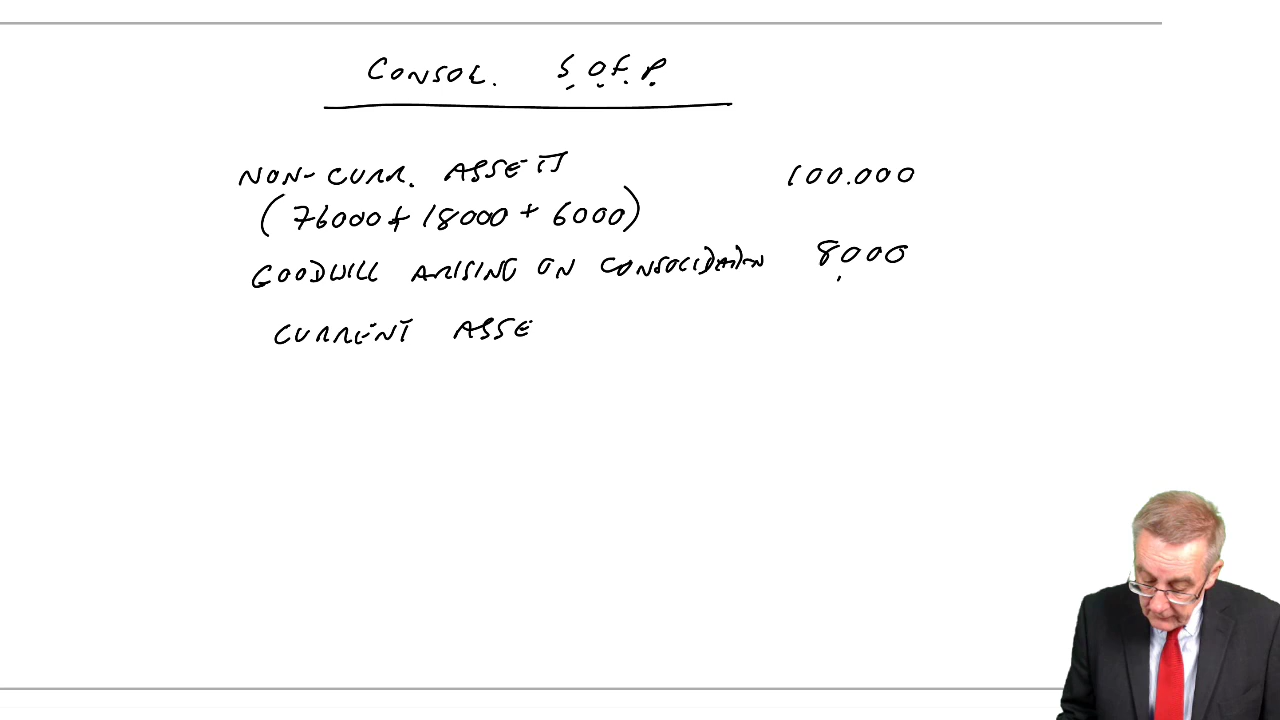 CONSOL. S.O.F.P.
NON-CURR. ASSETS 100.000
(76000 + 18000 + 6000)
GOODWILL ARISING ON CONSOLIDATION 8000
CURRENT ASSE